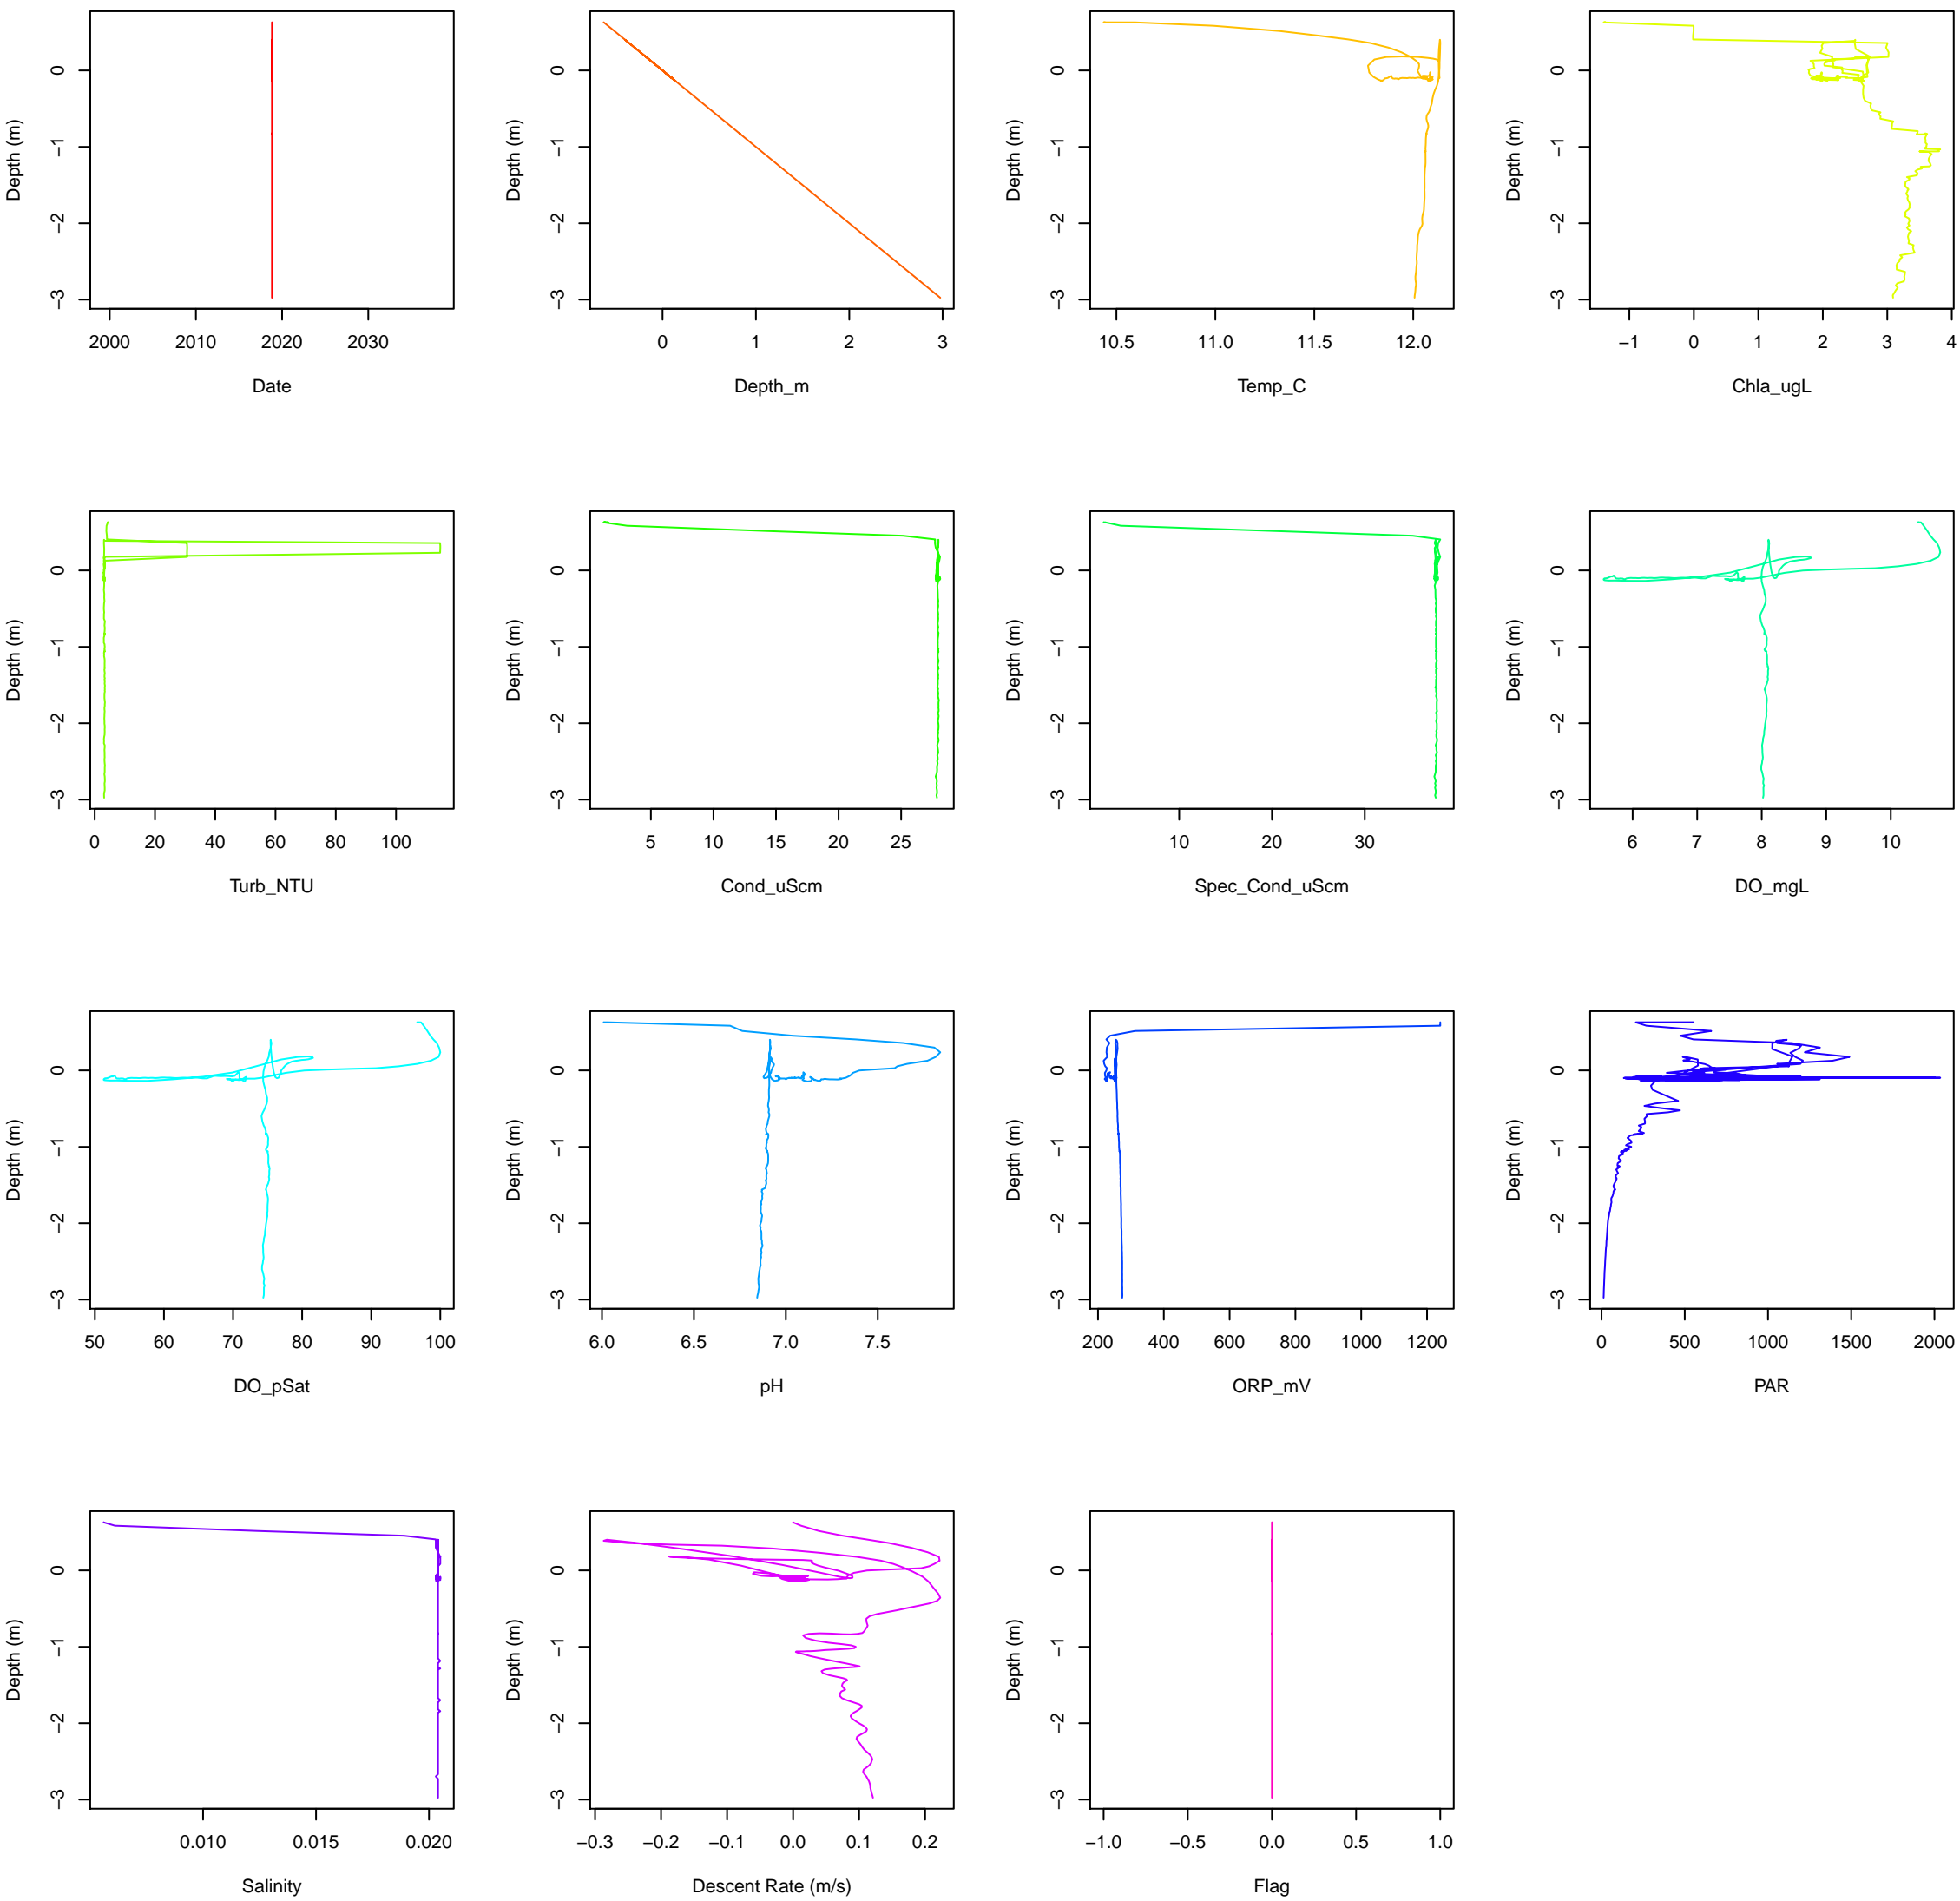 Depth (m)
0
−1
−2
−3
2000 2010 2020 2030
Date
Depth (m)
0
−1
−2
−3
0 1 2 3
Depth_m
Depth (m)
0
−1
−2
−3
10.5 11.0 11.5 12.0
Temp_C
Depth (m)
0
−1
−2
−3
−1 0 1 2 3 4
Chla_ugL
Depth (m)
0
−1
−2
−3
0 20 40 60 80 100
Turb_NTU
Depth (m)
0
−1
−2
−3
5 10 15 20 25
Cond_uScm
Depth (m)
0
−1
−2
−3
10 20 30
Spec_Cond_uScm
Depth (m)
0
−1
−2
−3
6 7 8 9 10
DO_mgL
Depth (m)
0
−1
−2
−3
50 60 70 80 90 100
DO_pSat
Depth (m)
0
−1
−2
−3
6.0 6.5 7.0 7.5
pH
Depth (m)
0
−1
−2
−3
200 400 600 800 1000 1200
ORP_mV
Depth (m)
0
−1
−2
−3
0 500 1000 1500 2000
PAR
Depth (m)
0
−1
−2
−3
0.010 0.015 0.020
Salinity
Depth (m)
0
−1
−2
−3
−0.3 −0.2 −0.1 0.0 0.1 0.2
Descent Rate (m/s)
Depth (m)
0
−1
−2
−3
−1.0 −0.5 0.0 0.5 1.0
Flag